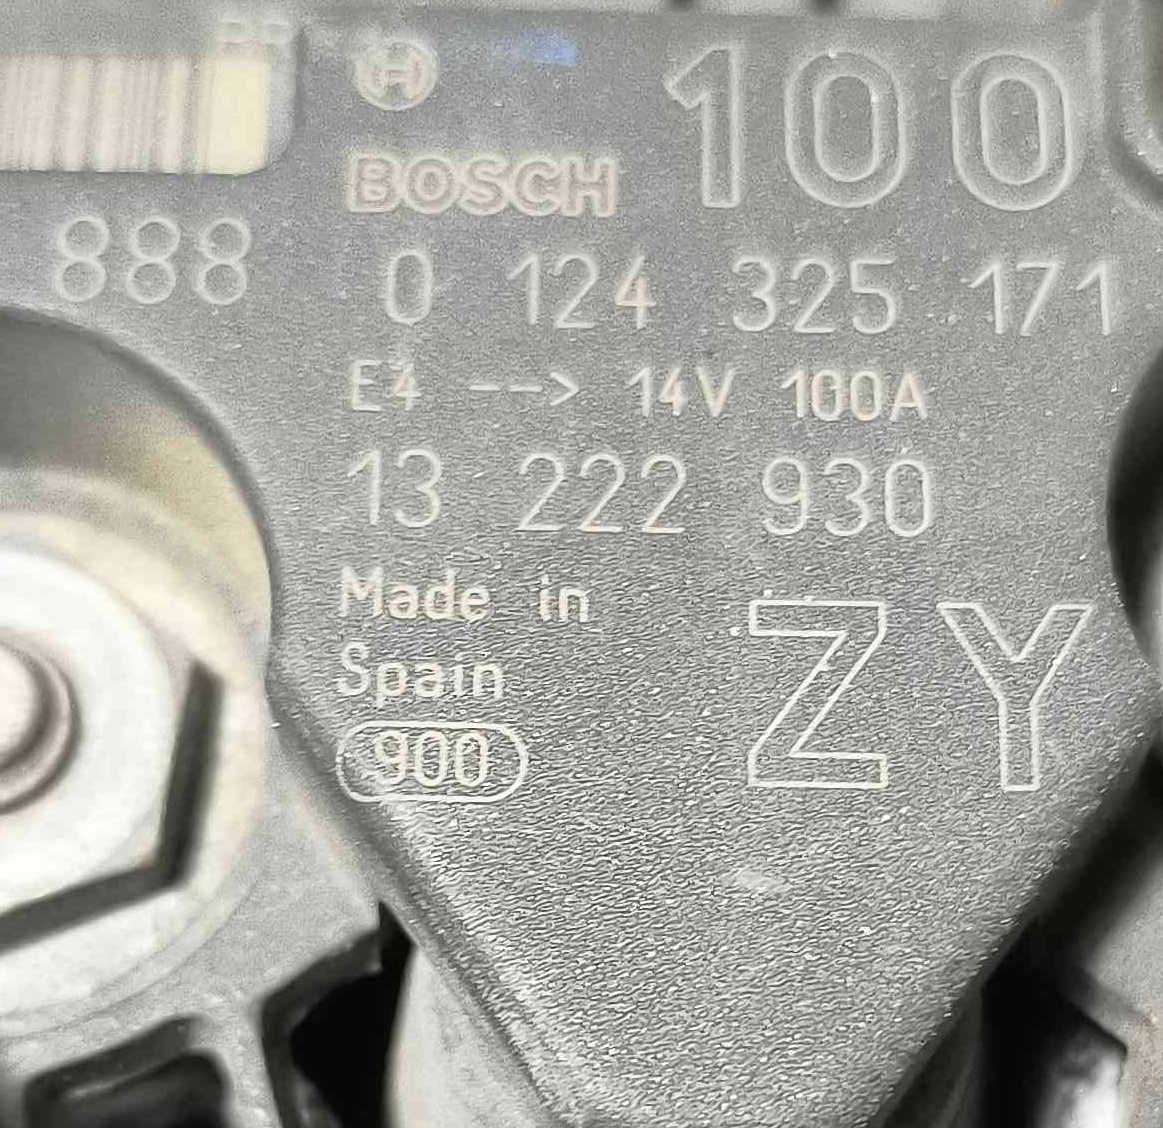 100
BOSCH
888
0 124 325 171
E4 --> 14V 100A
13 222 930
Made in
Spain
ZY
900